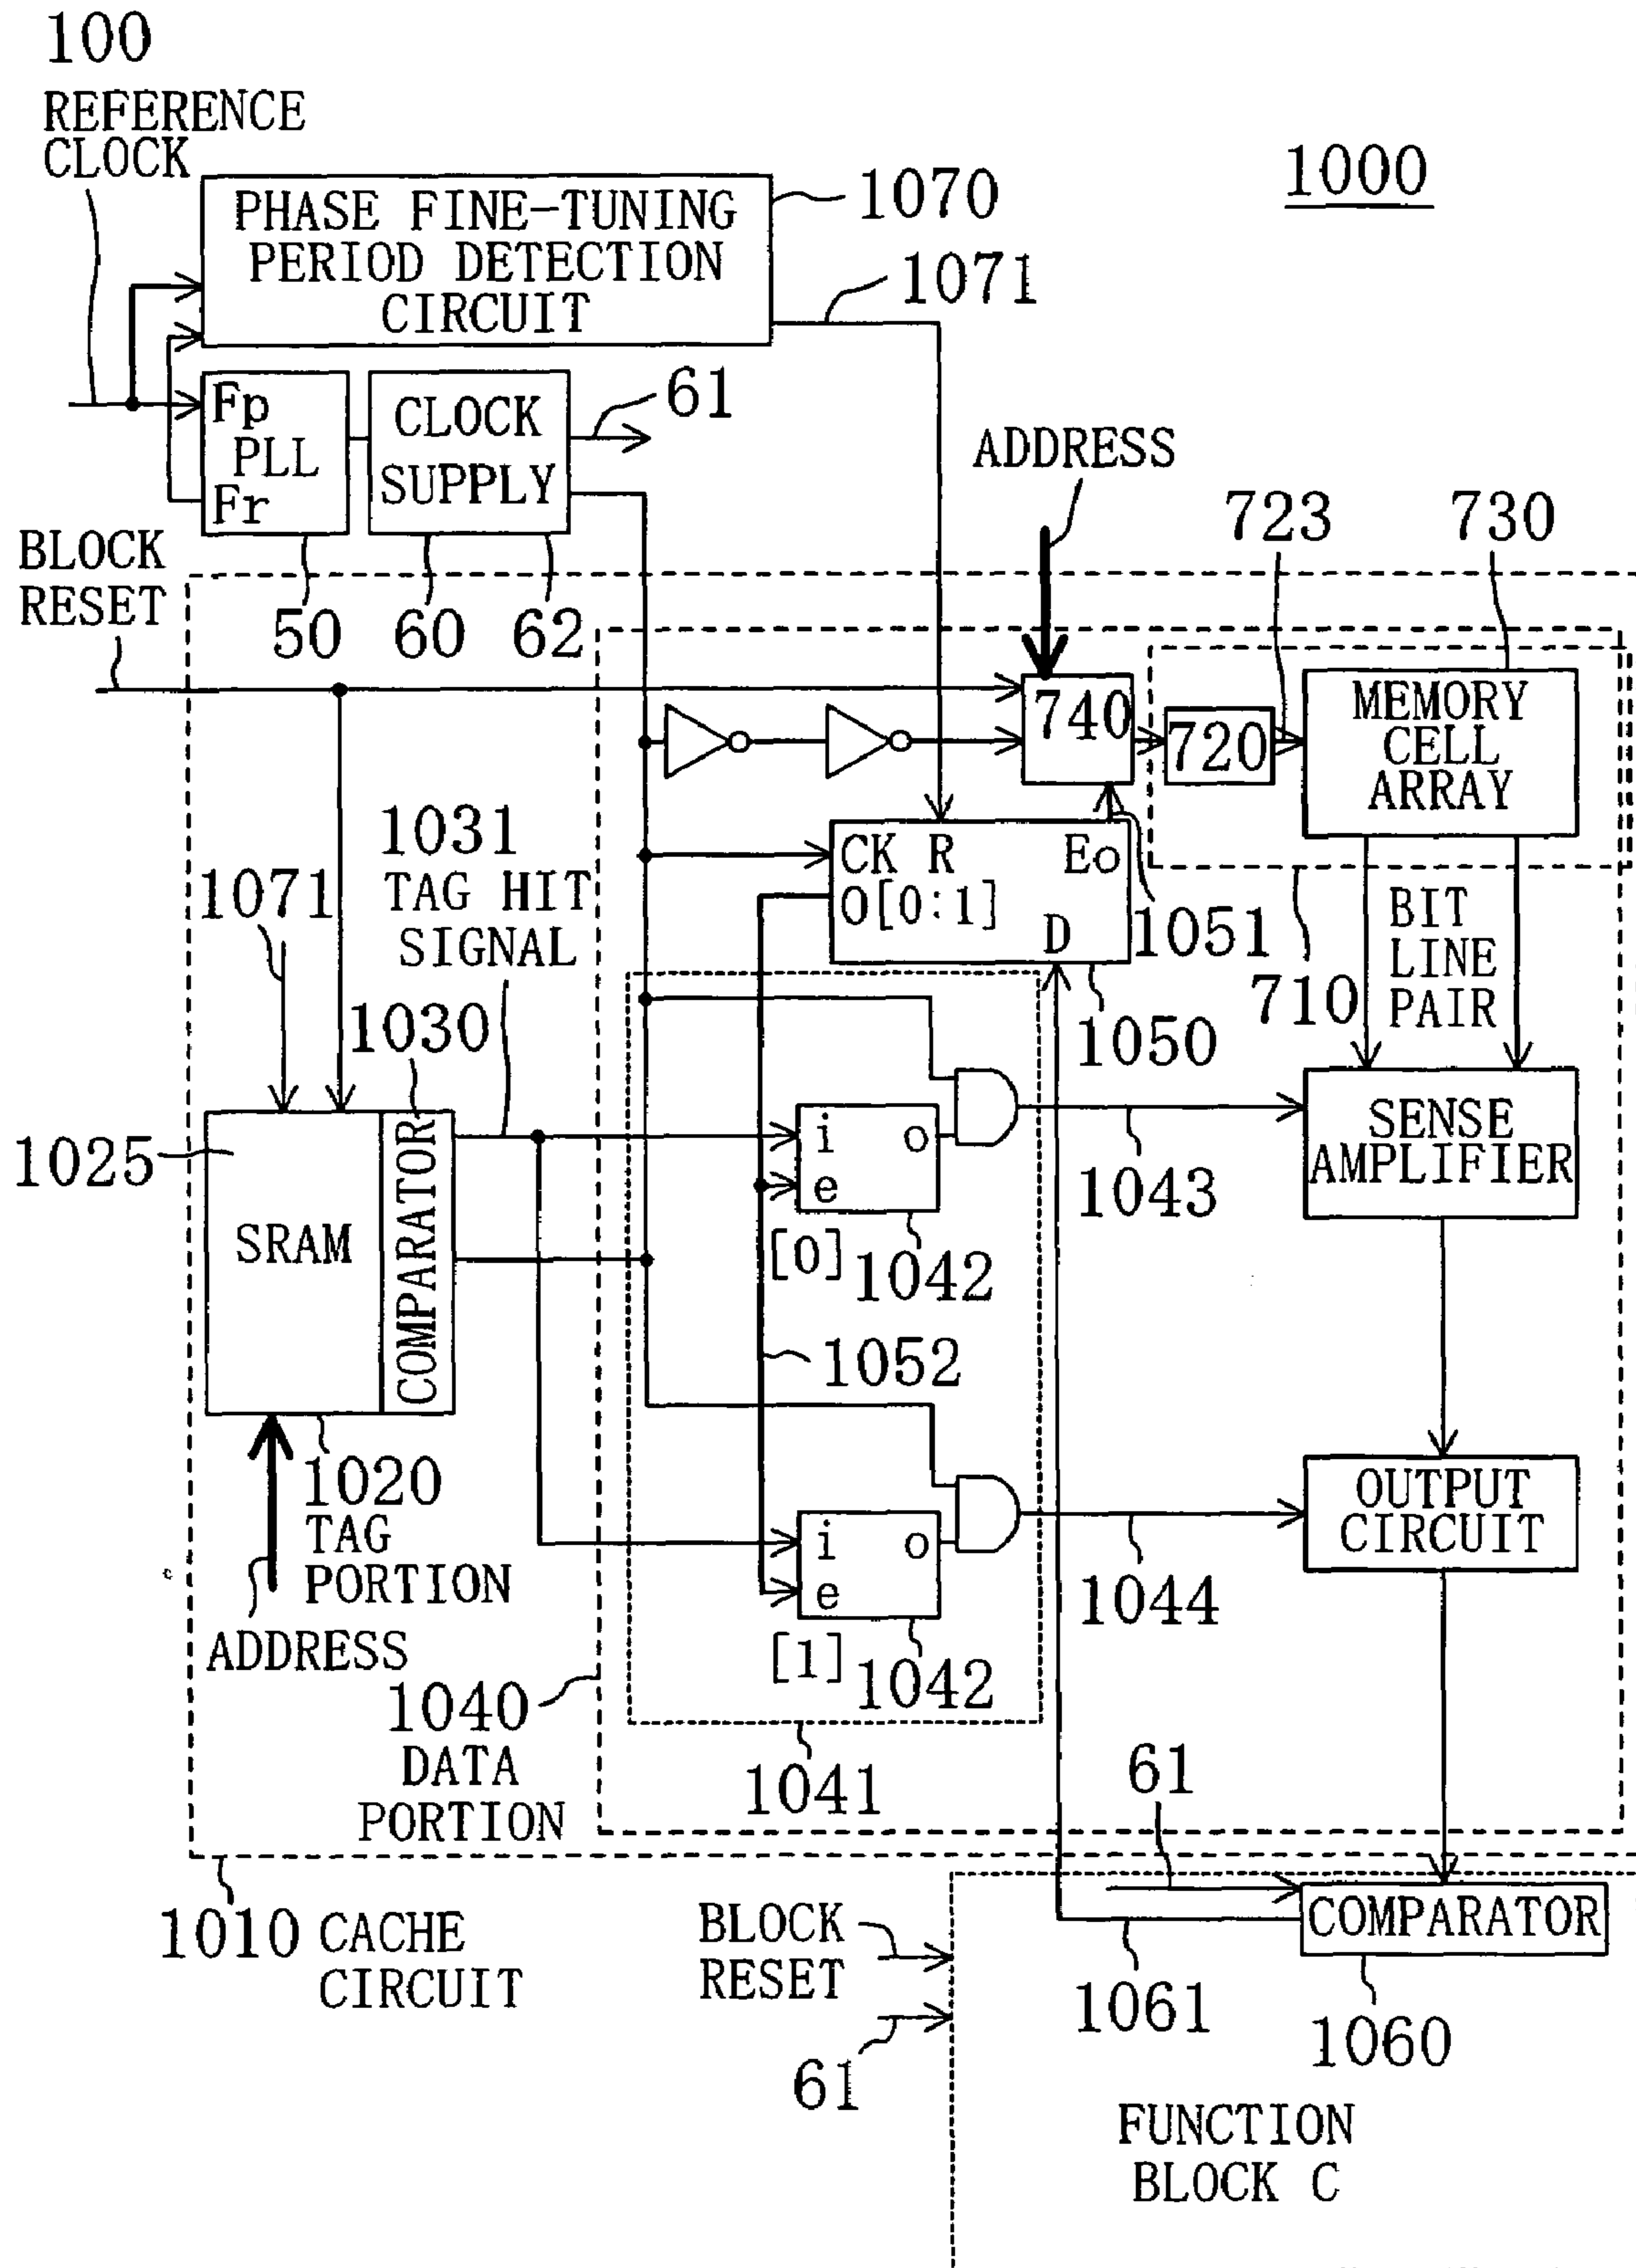 100
REFERENCE
CLOCK
1000
PHASE FINE-TUNING
PERIOD DETECTION
CIRCUIT
1070
1071
Fp
PLL
Fr
CLOCK
SUPPLY
61
ADDRESS
723
730
BLOCK
RESET
50
60
62
740
720
MEMORY
CELL
ARRAY
1031
TAG HIT
SIGNAL
1071
CK R
Eo
O[0:1]
D
1051
710
BIT
LINE
PAIR
1030
1050
1025
SRAM
COMPARATOR
i
o
e
[0]
1042
1043
SENSE
AMPLIFIER
1052
1020
TAG
PORTION
ADDRESS
i
o
e
[1]
1042
1044
OUTPUT
CIRCUIT
1040
DATA
PORTION
1041
61
1010 CACHE
CIRCUIT
BLOCK
RESET
61
COMPARATOR
1061
1060
FUNCTION
BLOCK C